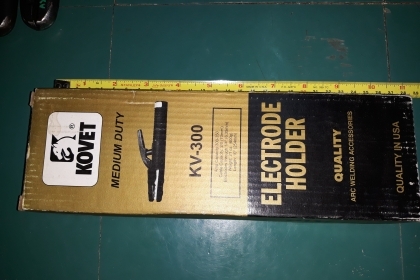 KOVET
®
MEDIUM DUTY
KV-300
ELECTRODE
HOLDER
QUALITY
ARC WELDING ACCESSORIES
QUALITY IN USA